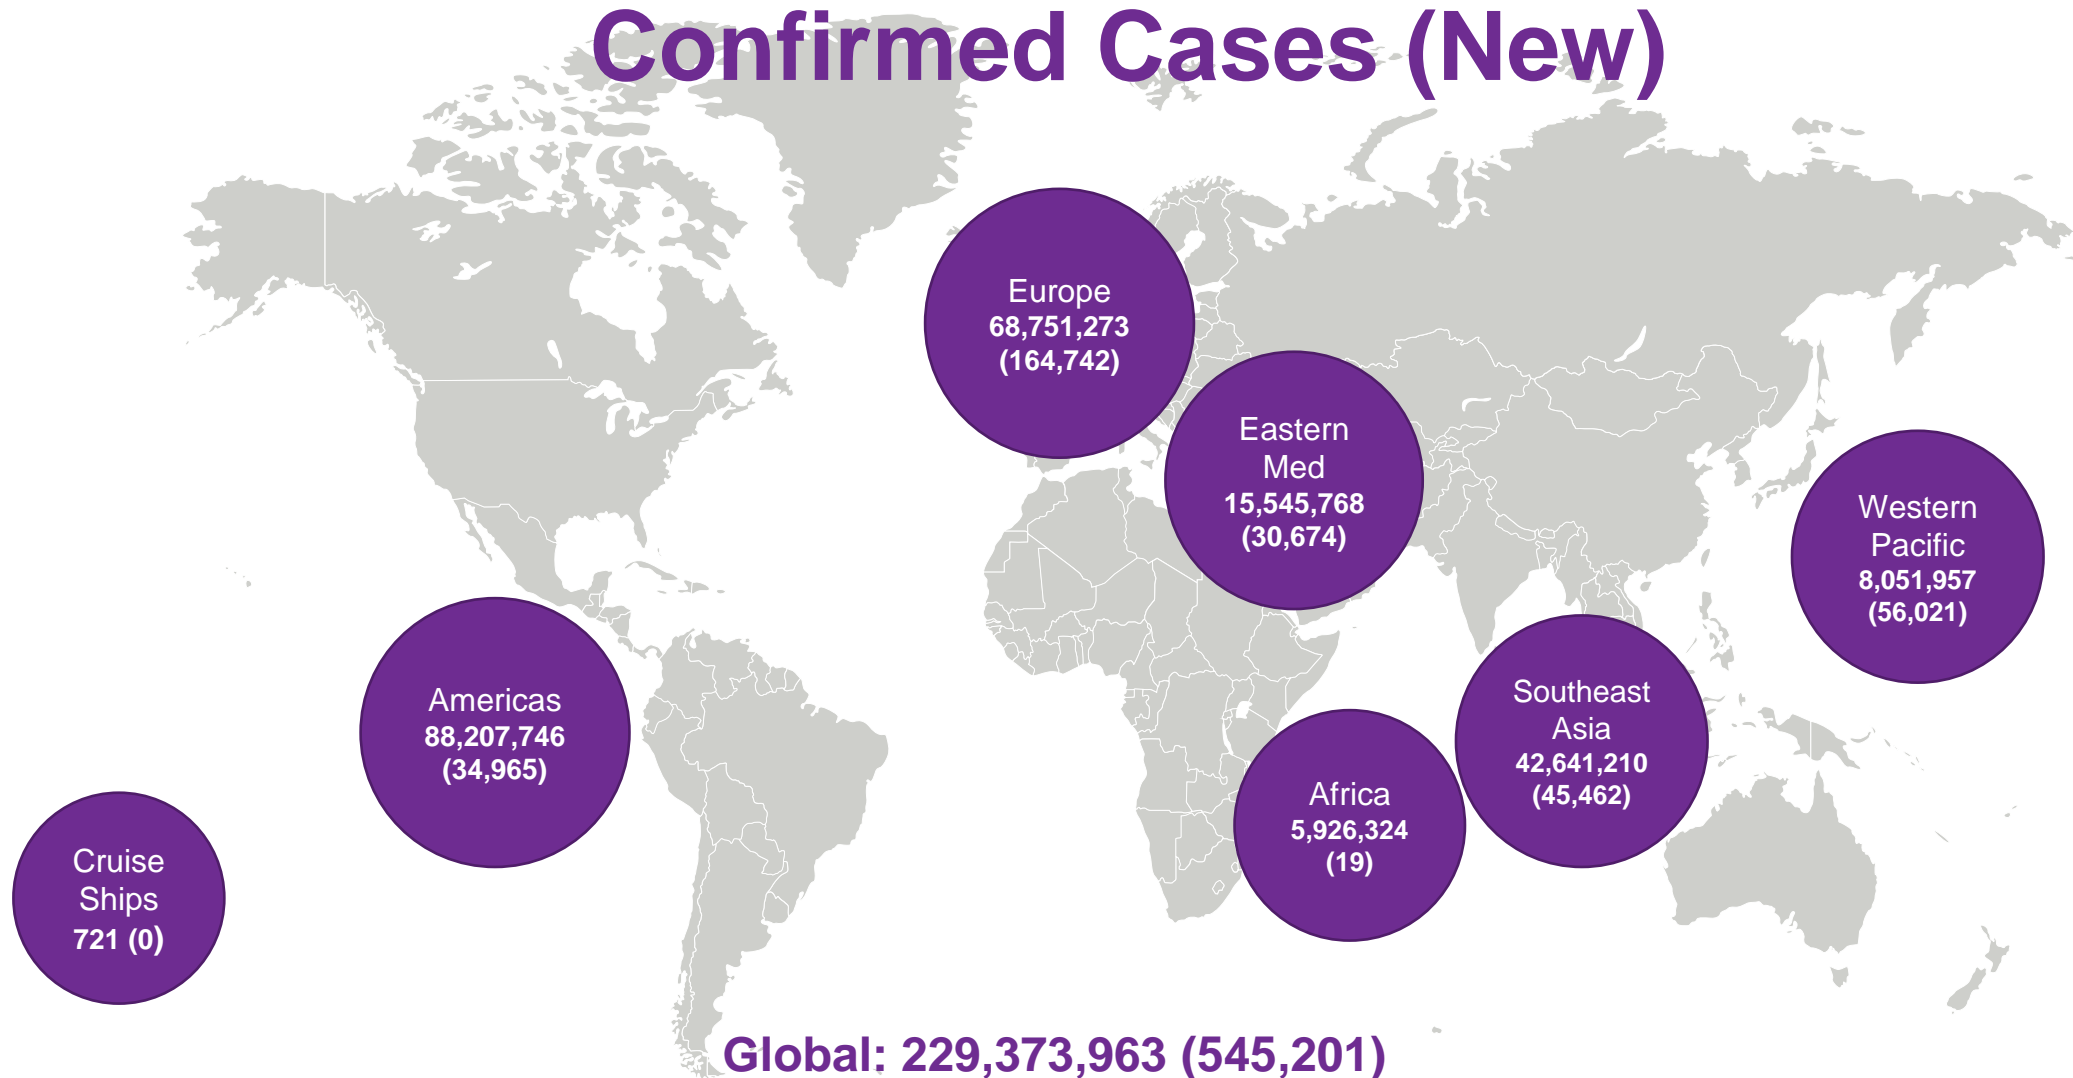 Confirmed Cases (New)
Europe
68,751,273
(164,742)
Eastern
Med
15,545,768
(30,674)
Western
Pacific
8,051,957
(56,021)
Americas
88,207,746
(34,965)
Southeast
Asia
42,641,210
(45,462)
Africa
5,926,324
(19)
Cruise
Ships
721 (0)
Global: 229,373,963 (545,201)